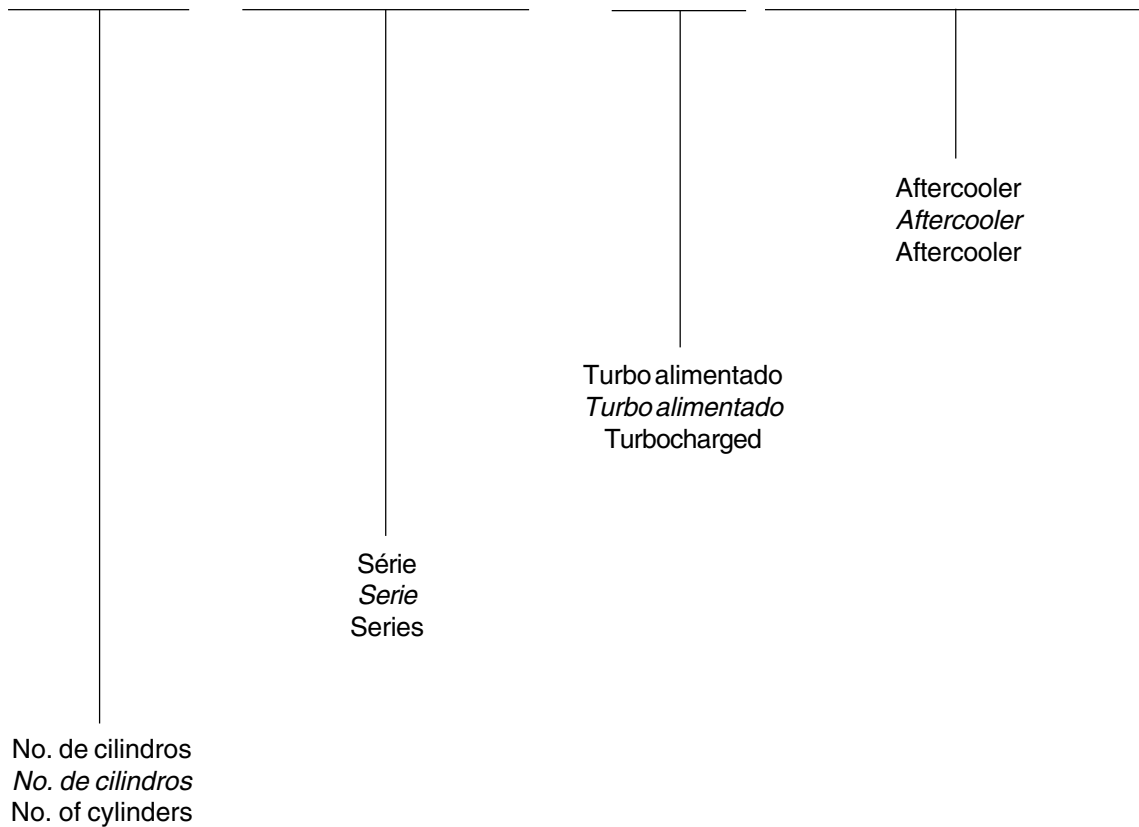 Aftercooler
Aftercooler
Aftercooler
Turbo alimentado
Turbo alimentado
Turbocharged
Série
Serie
Series
No. de cilindros
No. de cilindros
No. of cylinders